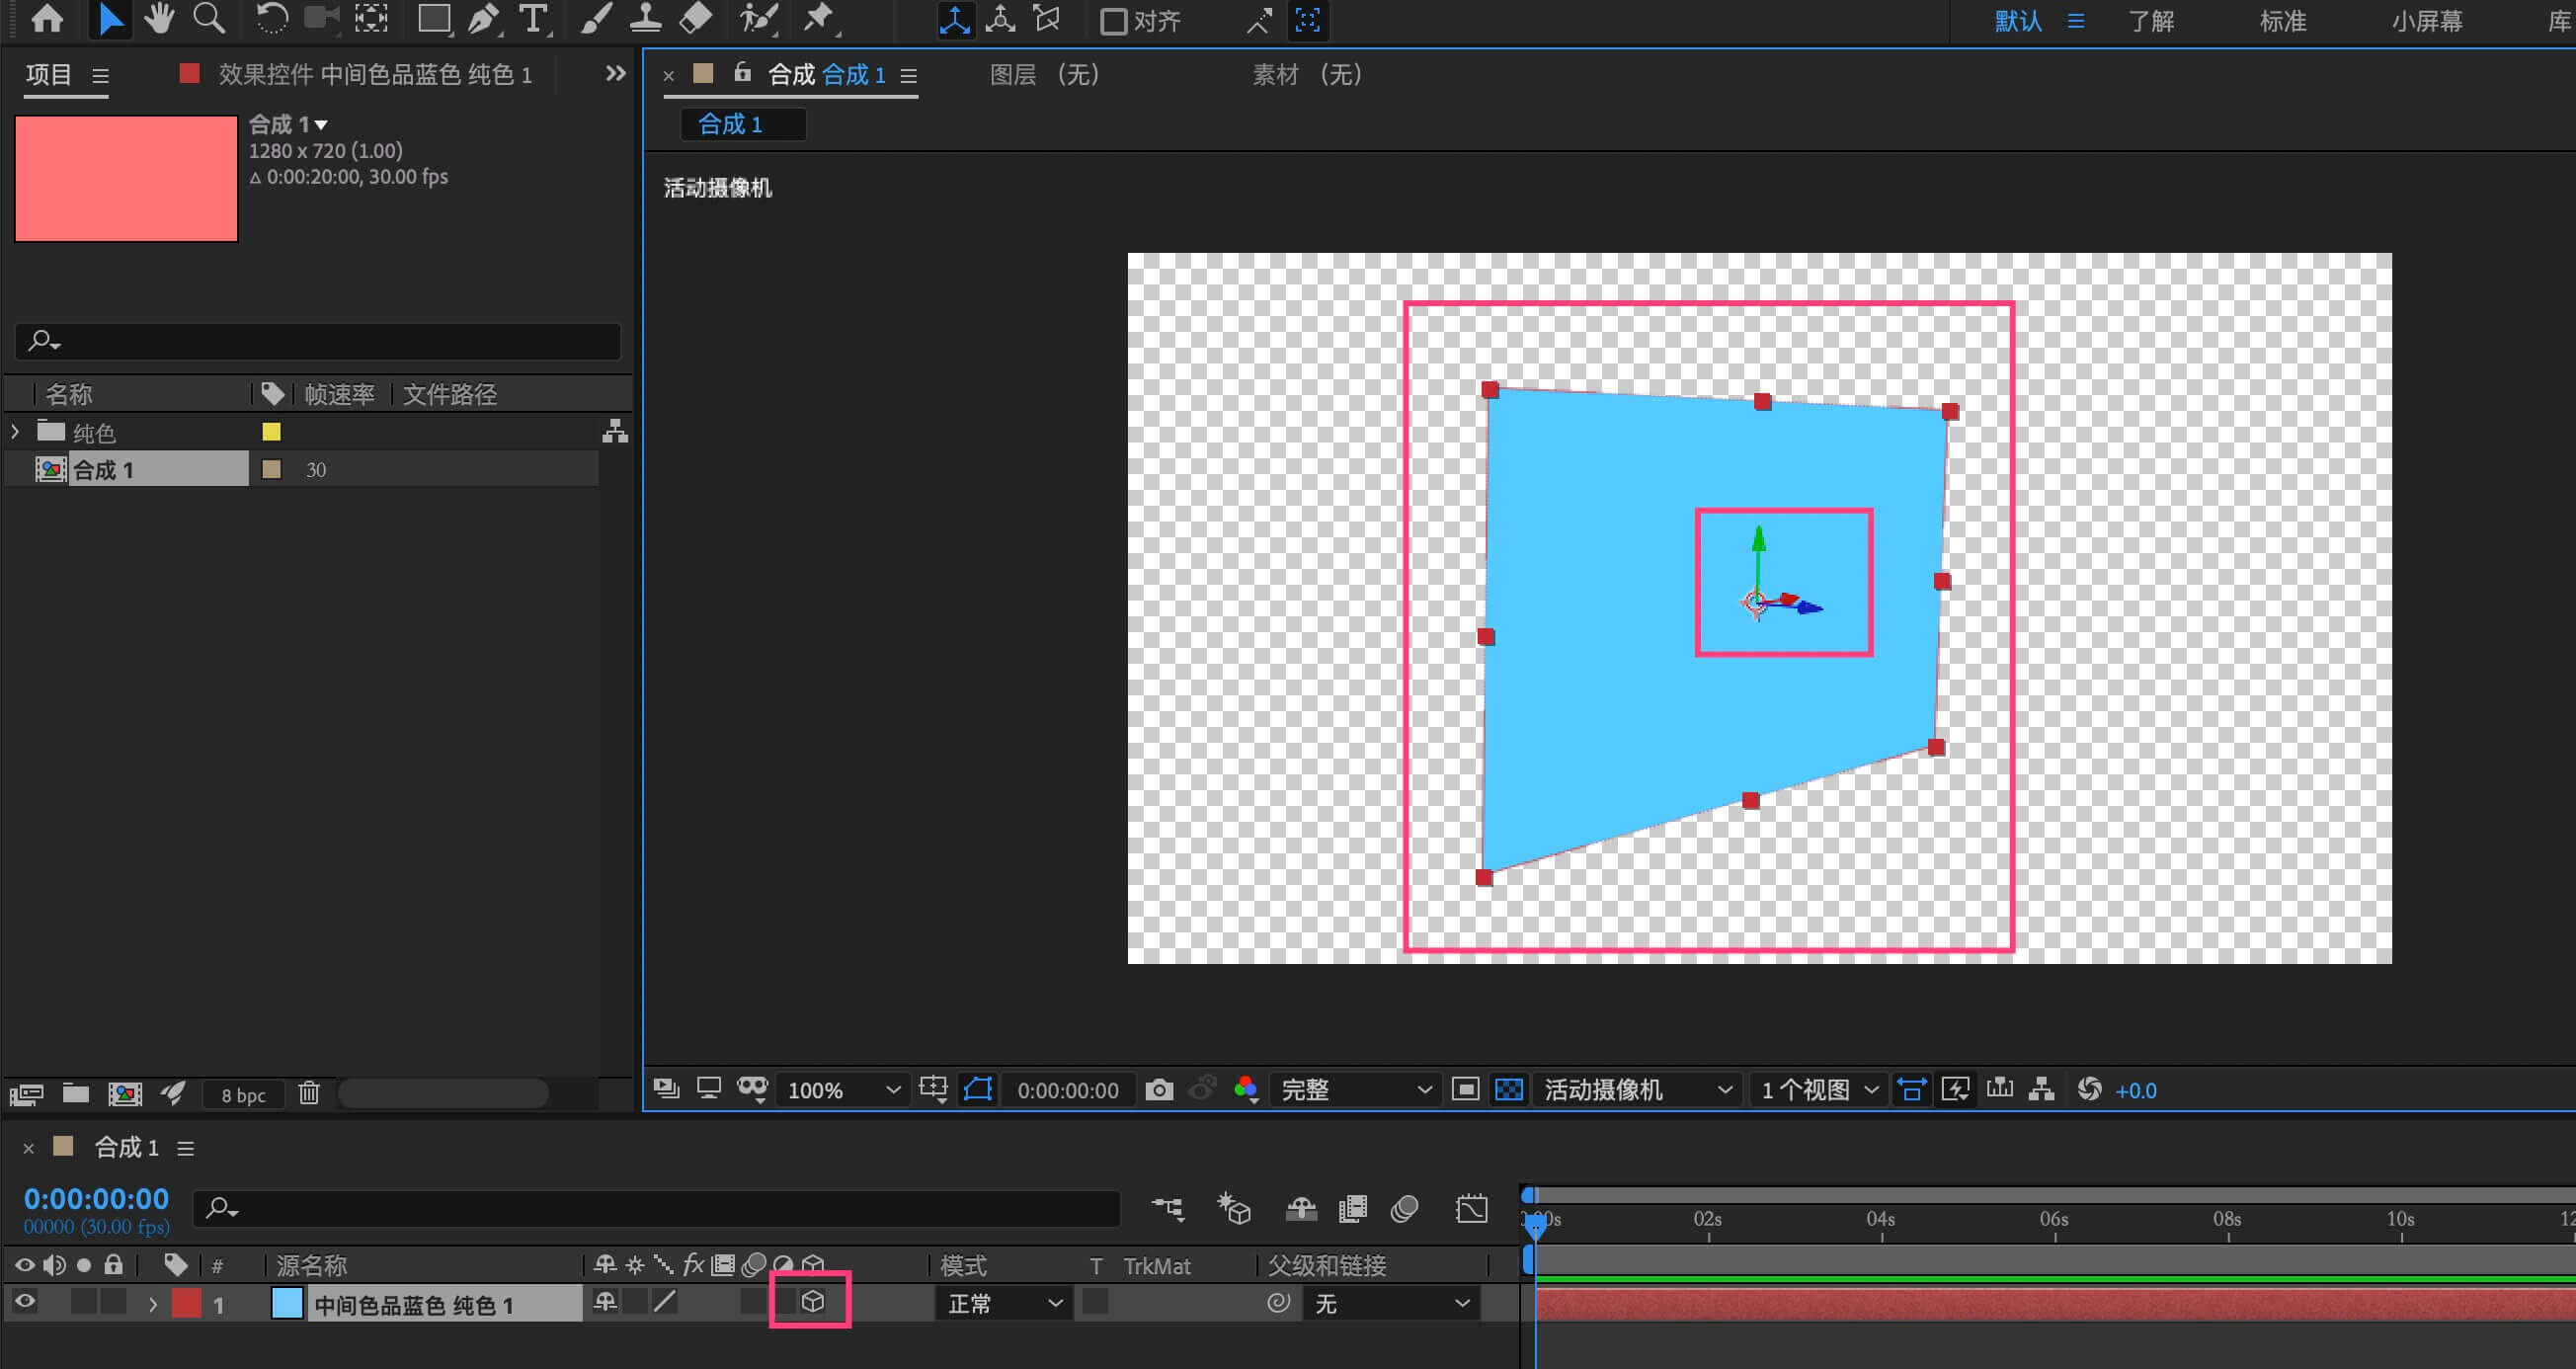 对齐
默认
了解
标准
小屏幕
库
项目
效果控件 中间色品蓝色 纯色 1
合成 合成 1
图层 (无)
素材 (无)
合成 1
合成 1
1280 x 720 (1.00)
Δ 0:00:20:00, 30.00 fps
活动摄像机
名称
帧速率
文件路径
纯色
合成 1
30
8 bpc
100%
0:00:00:00
完整
活动摄像机
1 个视图
+0.0
合成 1
0:00:00:00
00000 (30.00 fps)
02s
04s
06s
08s
10s
12
#
源名称
fx
模式
T TrkMat
父级和链接
1
中间色品蓝色 纯色 1
正常
无